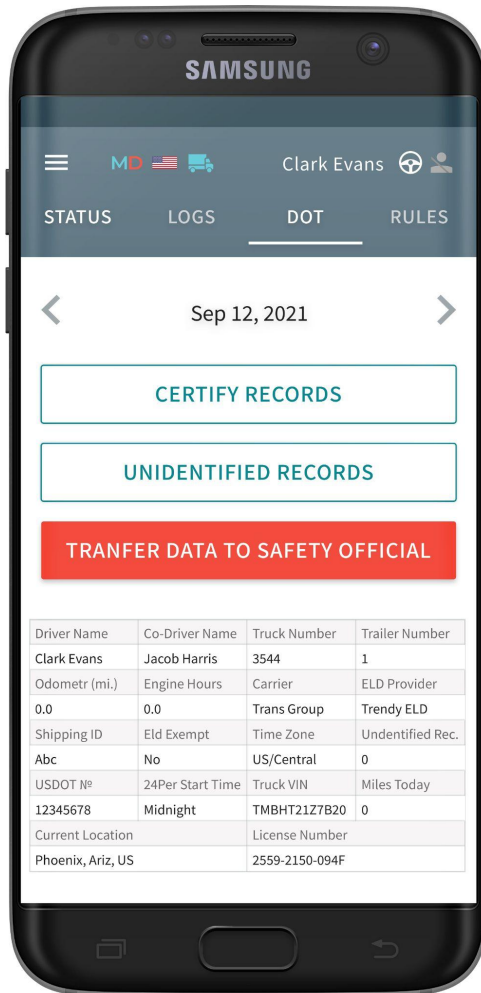 SAMSUNG
MD Clark Evans
STATUS LOGS DOT RULES
Sep 12, 2021
CERTIFY RECORDS
UNIDENTIFIED RECORDS
TRANFER DATA TO SAFETY OFFICIAL
Driver Name Co-Driver Name Truck Number Trailer Number
Clark Evans Jacob Harris 3544 1
Odometr (mi.) Engine Hours Carrier ELD Provider
0.0 0.0 Trans Group Trendy ELD
Shipping ID Eld Exempt Time Zone Undentified Rec.
Abc No US/Central 0
USDOT № 24Per Start Time Truck VIN Miles Today
12345678 Midnight TMBHT21Z7B20 0
Current Location License Number
Phoenix, Ariz, US 2559-2150-094F